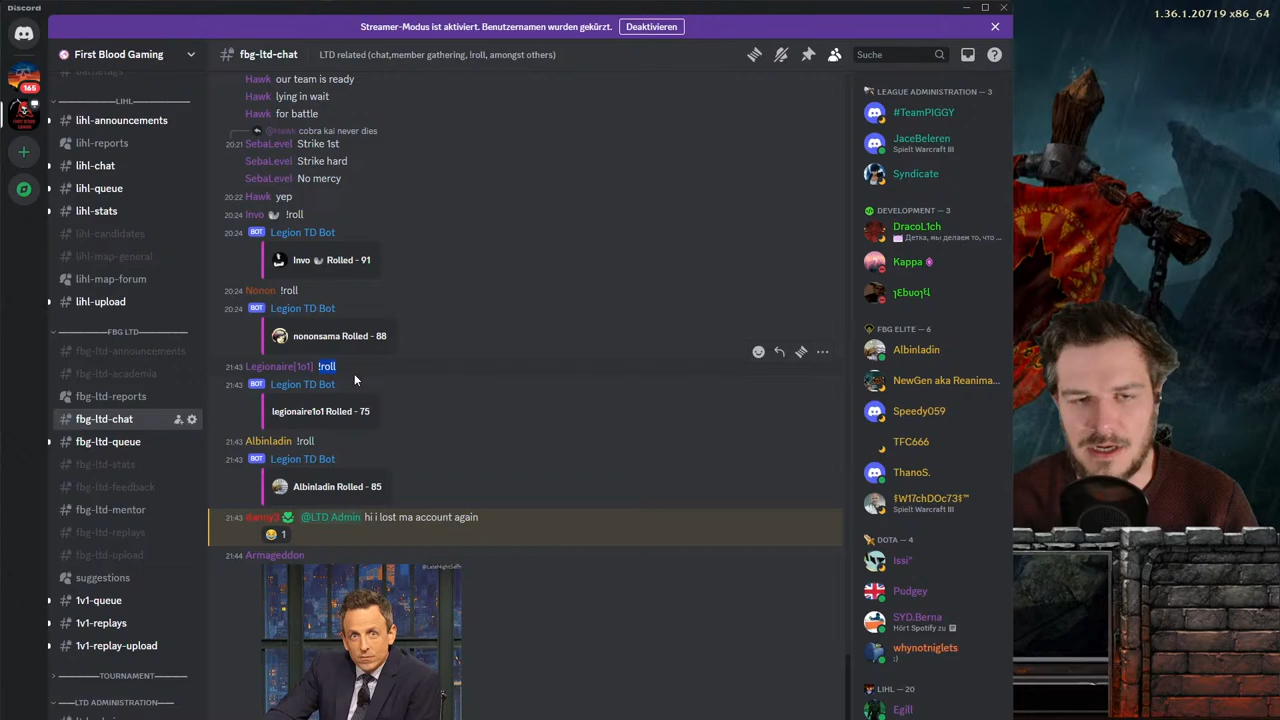 Discord
Streamer-Modus ist aktiviert. Benutzernamen wurden gekürzt.
Deaktivieren
1.36.1.20719 x86_64
First Blood Gaming
fbg-ltd-chat
LTD related (chat,member gathering, !roll, amongst others)
Suche
165
LIHL
lihl-announcements
lihl-reports
lihl-chat
lihl-queue
lihl-stats
lihl-candidates
lihl-map-general
lihl-map-forum
lihl-upload
FBG LTD
fbg-ltd-announcements
fbg-ltd-academia
fbg-ltd-reports
fbg-ltd-chat
fbg-ltd-queue
fbg-ltd-stats
fbg-ltd-feedback
fbg-ltd-mentor
fbg-ltd-replays
fbg-ltd-upload
suggestions
1v1-queue
1v1-replays
1v1-replay-upload
TOURNAMENT
LTD ADMINISTRATION
Hawk our team is ready
Hawk lying in wait
Hawk for battle
@Hawk cobra kai never dies
20:21 SebaLevel Strike 1st
SebaLevel Strike hard
SebaLevel No mercy
20:22 Hawk yep
20:24 Invo !roll
20:24 BOT Legion TD Bot
Invo Rolled - 91
20:24 Nonon !roll
20:24 BOT Legion TD Bot
nononsama Rolled - 88
21:43 Legionaire[1o1] !roll
21:43 BOT Legion TD Bot
legionaire1o1 Rolled - 75
21:43 Albinladin !roll
21:43 BOT Legion TD Bot
Albinladin Rolled - 85
21:43 @LTD Admin hi i lost ma account again
1
21:44 Armageddon
LEAGUE ADMINISTRATION — 3
#TeamPIGGY
JaceBeleren
Spielt Warcraft III
Syndicate
DEVELOPMENT — 3
DracoL1ch
Детка, мы делаем то, что ...
Kappa
FBG ELITE — 6
Albinladin
NewGen aka Reanima...
Speedy059
TFC666
ThanoS.
Spielt Warcraft III
DOTA — 4
Issi"
Pudgey
SYD.Berna
Hört Spotify zu
whynotniglets
:)
LIHL — 20
Egill